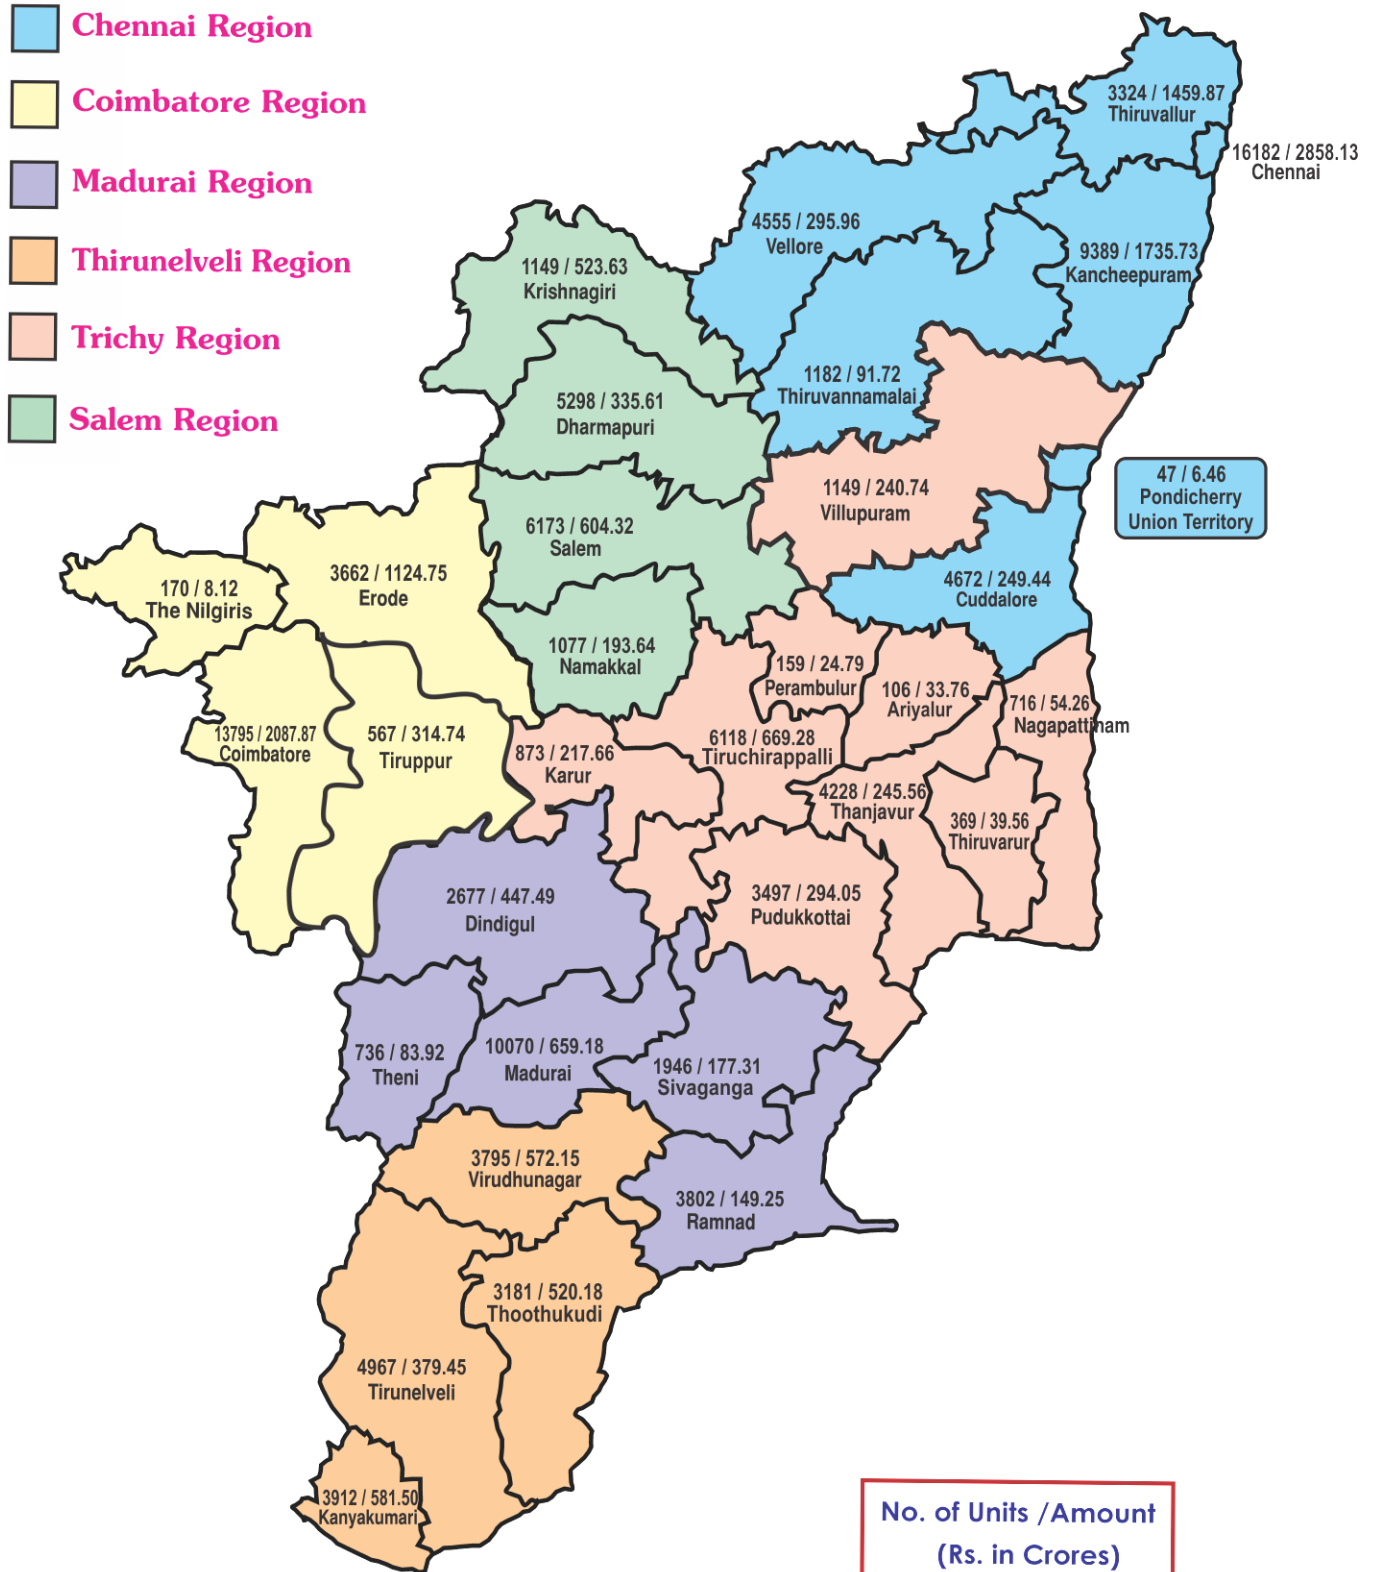 Chennai Region
Coimbatore Region
Madurai Region
Thirunelveli Region
Trichy Region
Salem Region
3324 / 1459.87
Thiruvallur
16182 / 2858.13
Chennai
4555 / 295.96
Vellore
9389 / 1735.73
Kancheepuram
1149 / 523.63
Krishnagiri
1182 / 91.72
Thiruvannamalai
5298 / 335.61
Dharmapuri
47 / 6.46
Pondicherry
Union Territory
1149 / 240.74
Villupuram
6173 / 604.32
Salem
3662 / 1124.75
Erode
170 / 8.12
The Nilgiris
4672 / 249.44
Cuddalore
1077 / 193.64
Namakkal
159 / 24.79
Perambulur
106 / 33.76
Ariyalur
716 / 54.26
Nagapattinam
13795 / 2087.87
Coimbatore
567 / 314.74
Tiruppur
873 / 217.66
Karur
6118 / 669.28
Tiruchirappalli
4228 / 245.56
Thanjavur
369 / 39.56
Thiruvarur
2677 / 447.49
Dindigul
3497 / 294.05
Pudukkottai
736 / 83.92
Theni
10070 / 659.18
Madurai
1946 / 177.31
Sivaganga
3795 / 572.15
Virudhunagar
3802 / 149.25
Ramnad
3181 / 520.18
Thoothukudi
4967 / 379.45
Tirunelveli
3912 / 581.50
Kanyakumari
No. of Units /Amount
(Rs. in Crores)